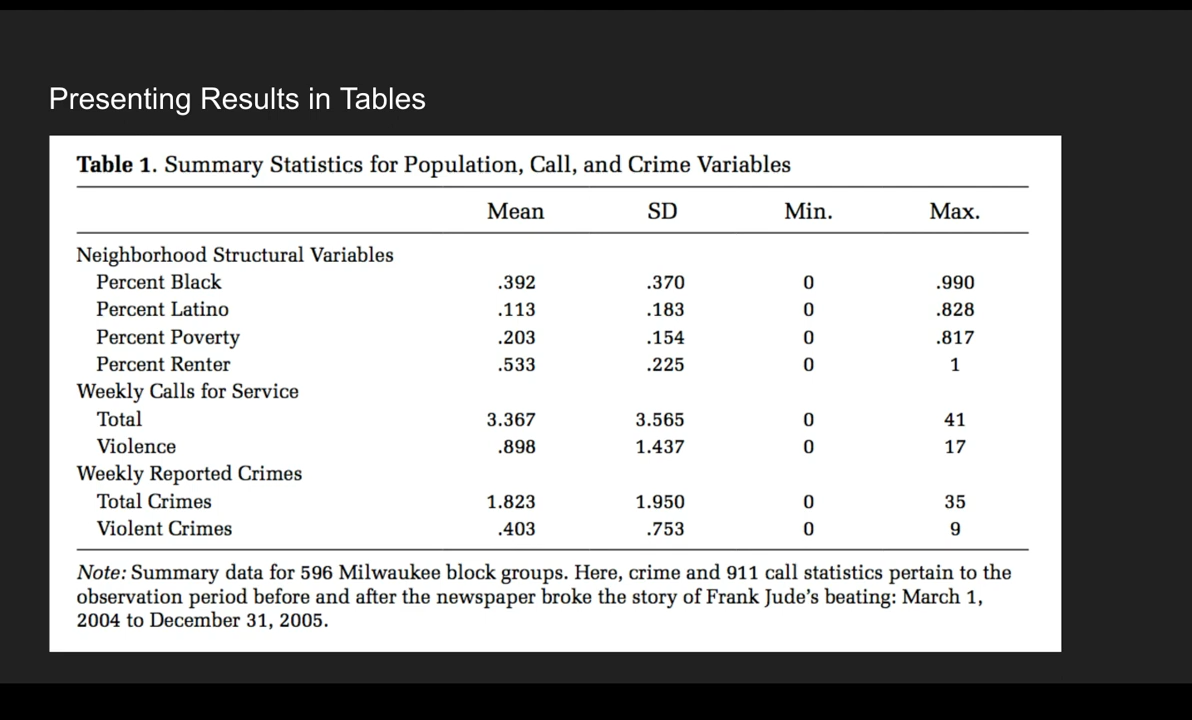 Presenting Results in Tables
Table 1. Summary Statistics for Population, Call, and Crime Variables
Mean SD Min. Max.
Neighborhood Structural Variables
Percent Black .392 .370 0 .990
Percent Latino .113 .183 0 .828
Percent Poverty .203 .154 0 .817
Percent Renter .533 .225 0 1
Weekly Calls for Service
Total 3.367 3.565 0 41
Violence .898 1.437 0 17
Weekly Reported Crimes
Total Crimes 1.823 1.950 0 35
Violent Crimes .403 .753 0 9
Note: Summary data for 596 Milwaukee block groups. Here, crime and 911 call statistics pertain to the
observation period before and after the newspaper broke the story of Frank Jude's beating: March 1,
2004 to December 31, 2005.